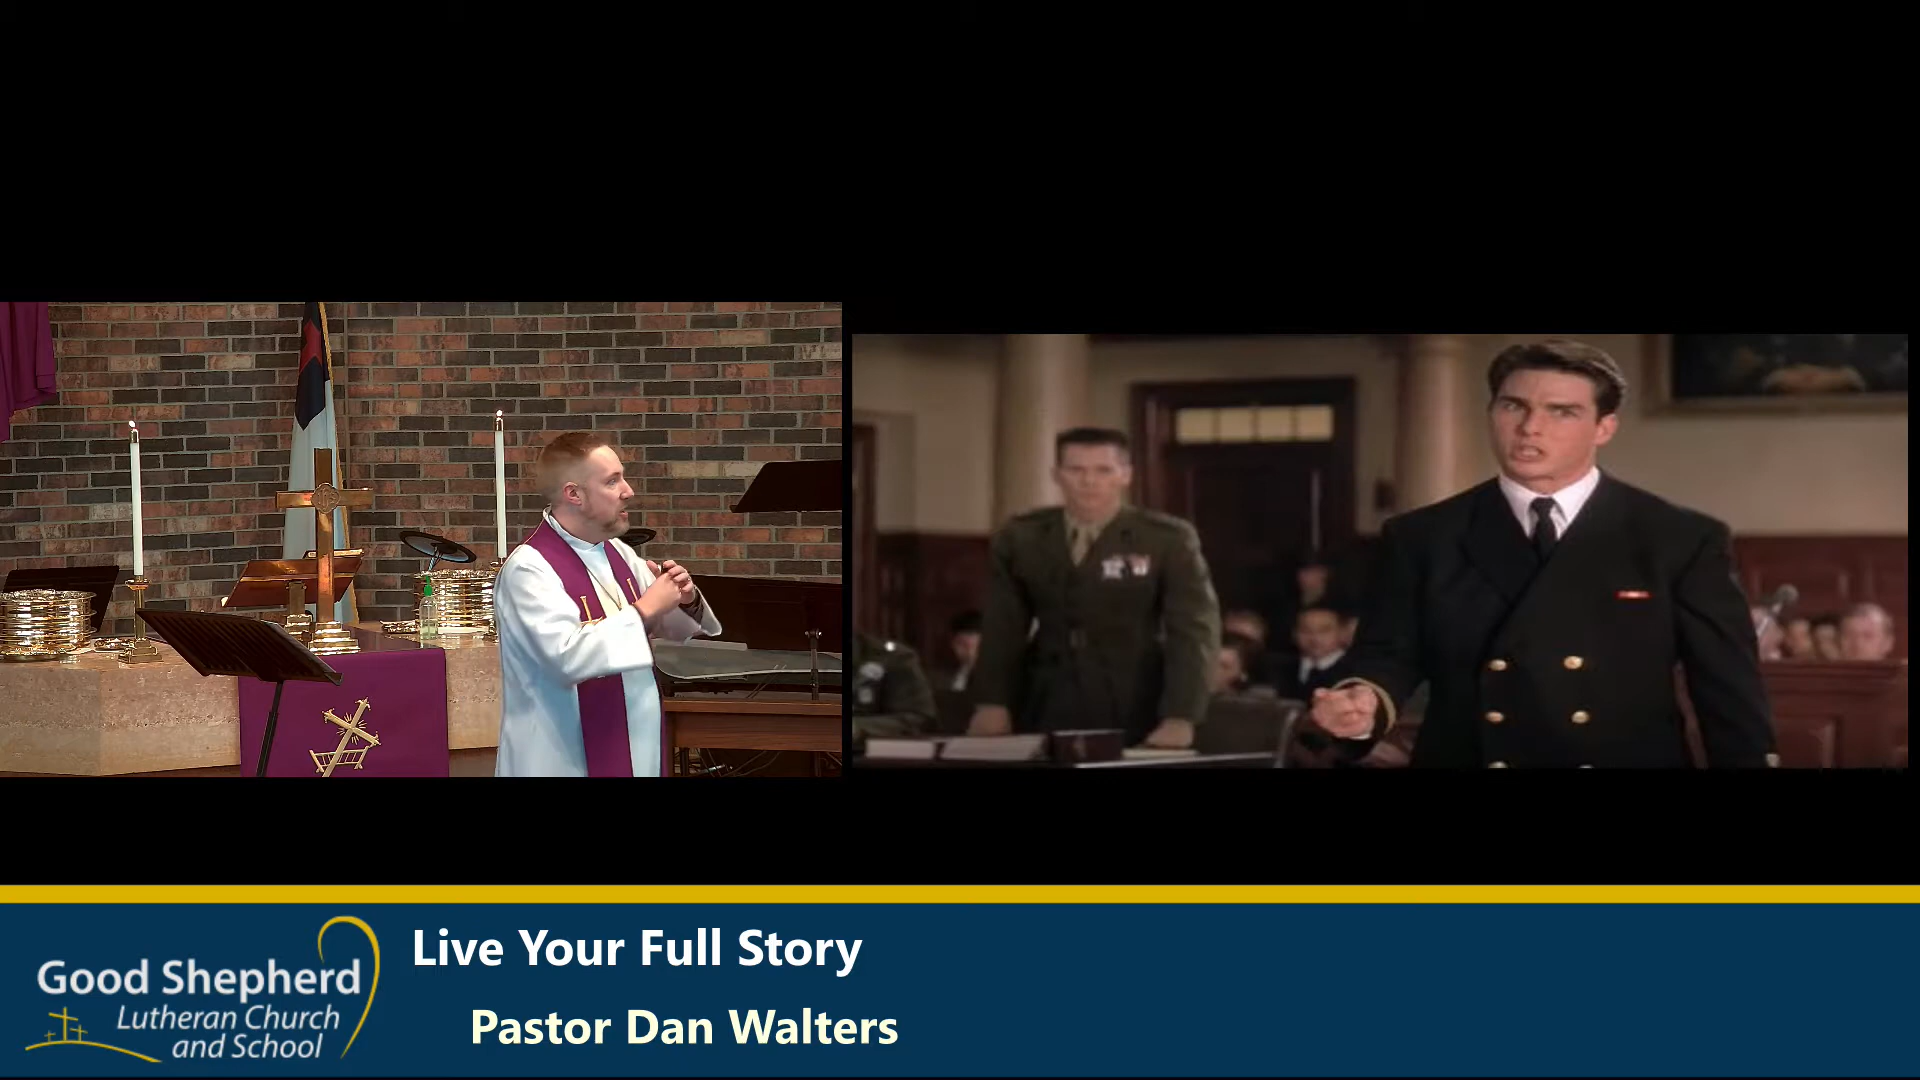 Good Shepherd
Lutheran Church
and School
Live Your Full Story
Pastor Dan Walters